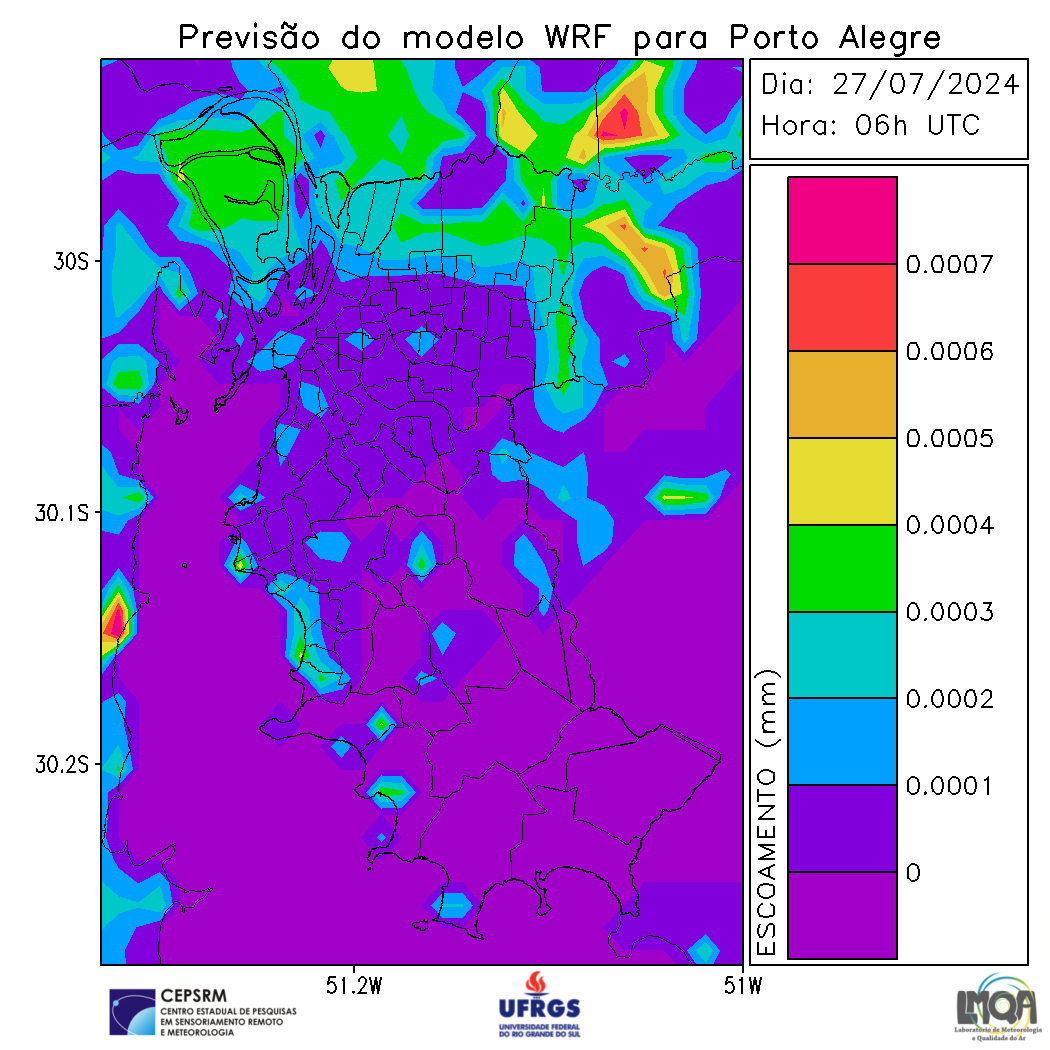 Previsão do modelo WRF para Porto Alegre
Dia: 27/07/2024
Hora: 06h UTC
30S
30.1S
30.2S
51.2W
51W
ESCOAMENTO (mm)
0.0007
0.0006
0.0005
0.0004
0.0003
0.0002
0.0001
0
CEPSRM
CENTRO ESTADUAL DE PESQUISAS
EM SENSORIAMENTO REMOTO
E METEOROLOGIA
UFRGS
UNIVERSIDADE FEDERAL
DO RIO GRANDE DO SUL
LMQA
Laboratório de Meteorologia
e Qualidade do Ar